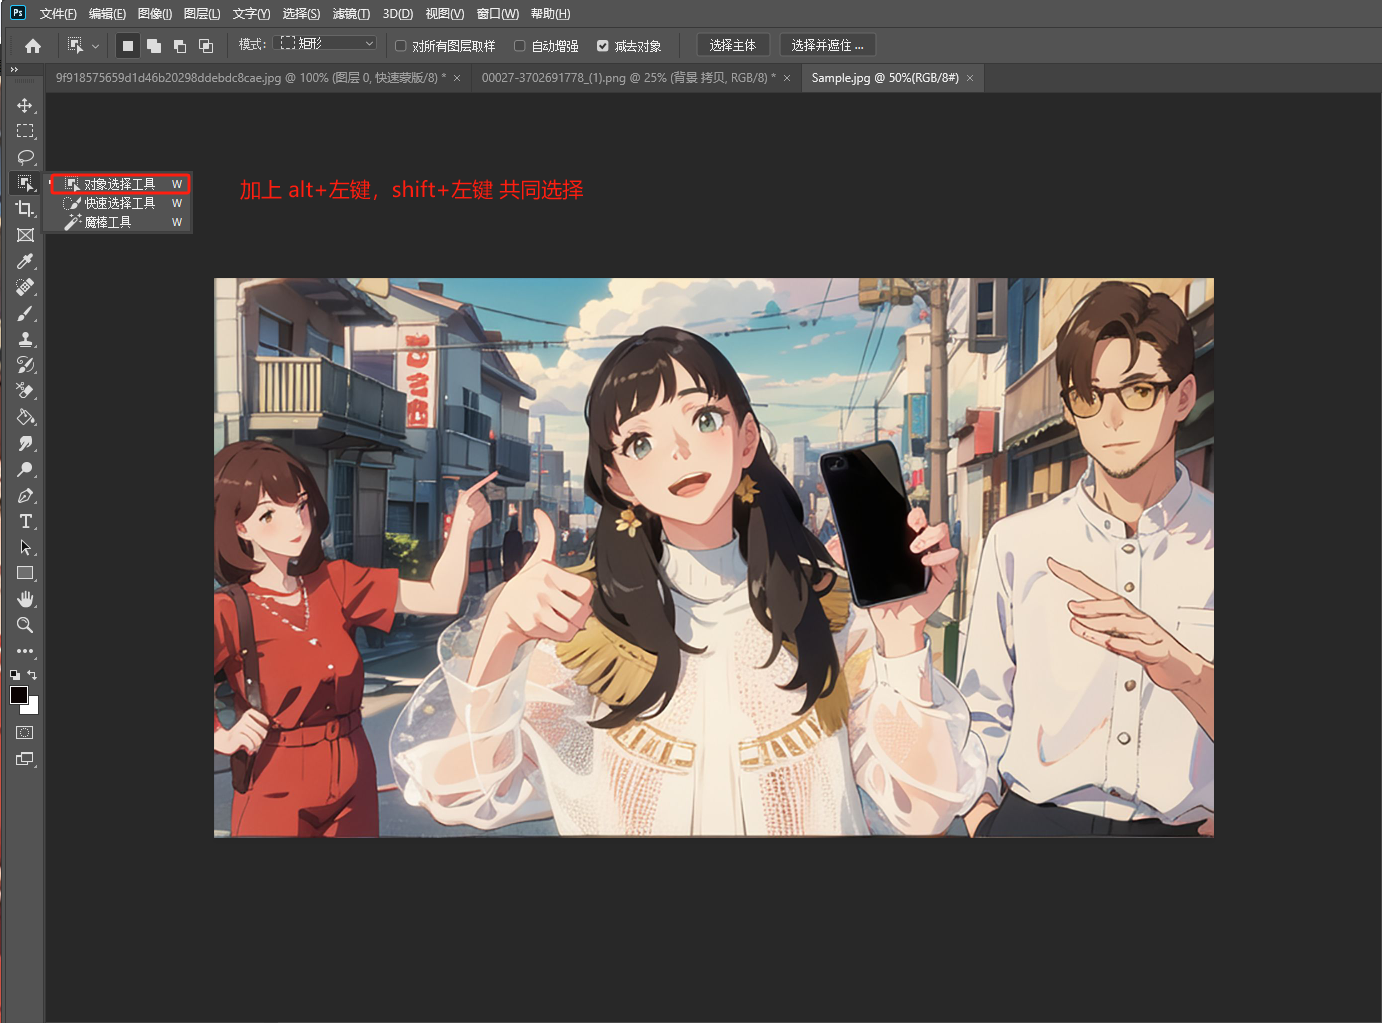 Ps 文件(F) 编辑(E) 图像(I) 图层(L) 文字(Y) 选择(S) 滤镜(T) 3D(D) 视图(V) 窗口(W) 帮助(H)
模式: 矩形 对所有图层取样 自动增强 减去对象 选择主体 选择并遮住 ...
9f918575659d1d46b20298ddebdc8cae.jpg @ 100% (图层 0, 快速蒙版/8) * × 00027-3702691778_(1).png @ 25% (背景 拷贝, RGB/8) * × Sample.jpg @ 50%(RGB/8#) ×
对象选择工具 W
快速选择工具 W
魔棒工具 W
加上 alt+左键，shift+左键 共同选择